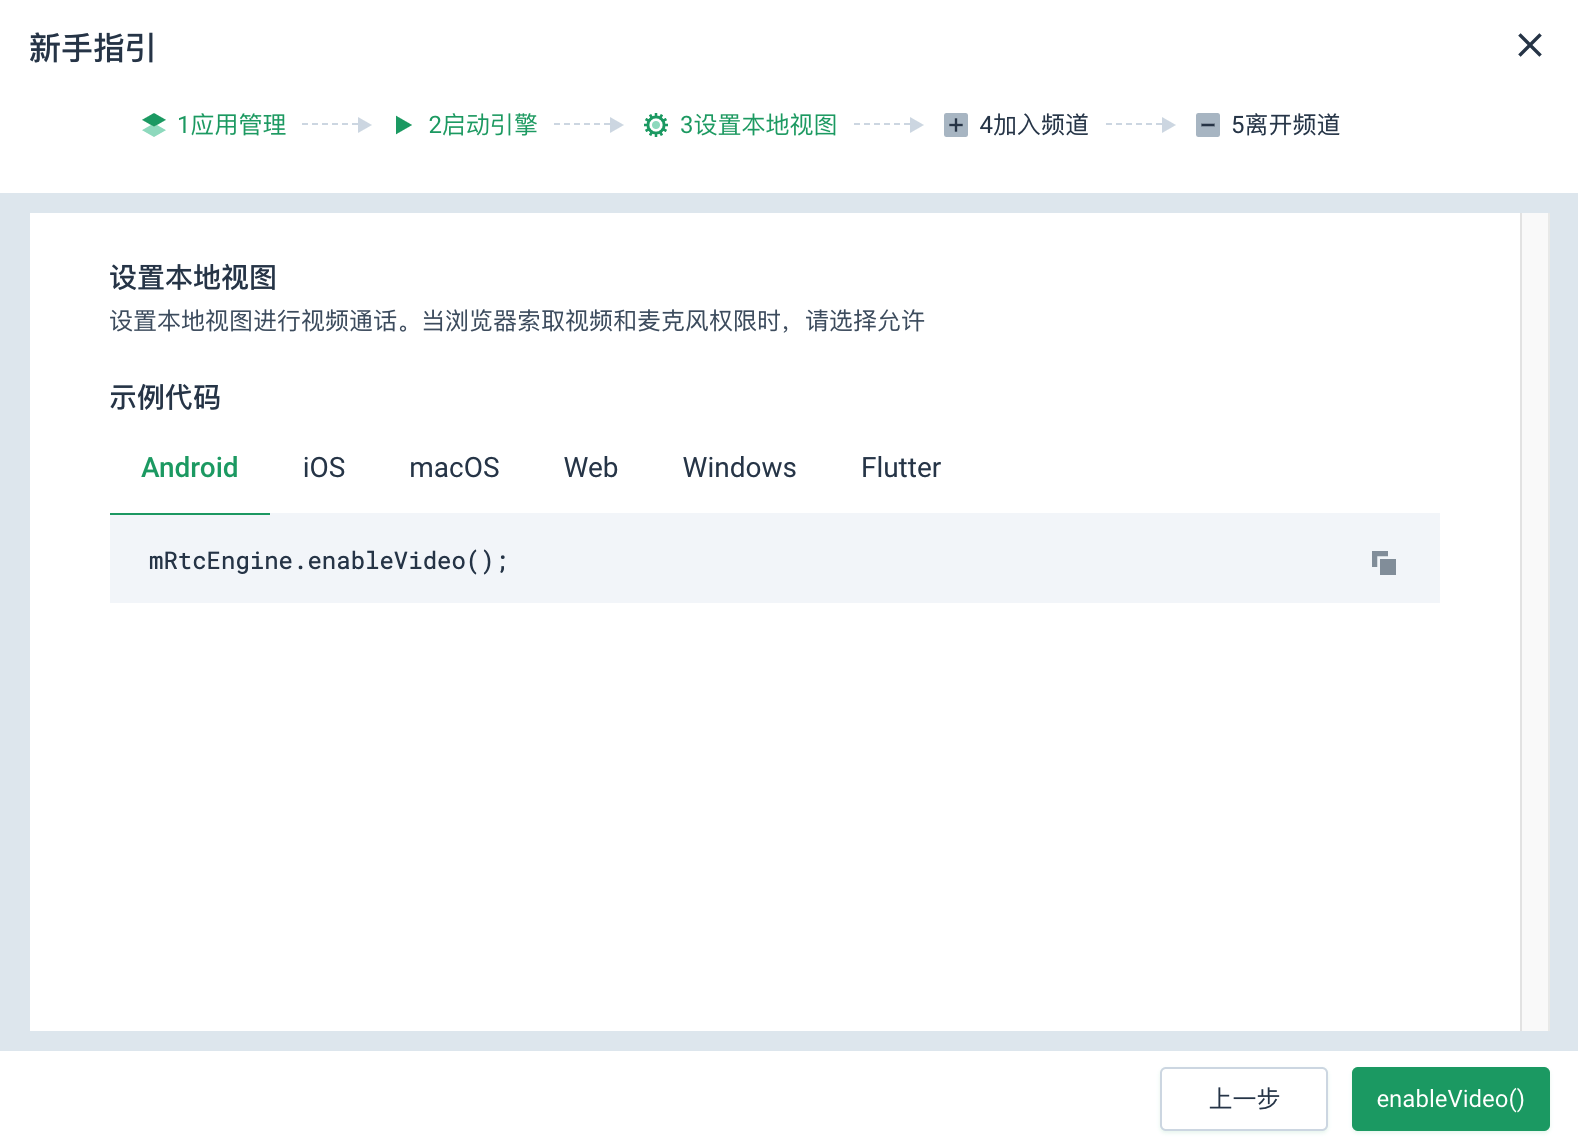 新手指引
1应用管理 2启动引擎 3设置本地视图 4加入频道 5离开频道
设置本地视图
设置本地视图进行视频通话。当浏览器索取视频和麦克风权限时，请选择允许
示例代码
Android iOS macOS Web Windows Flutter
mRtcEngine.enableVideo();
上一步 enableVideo()